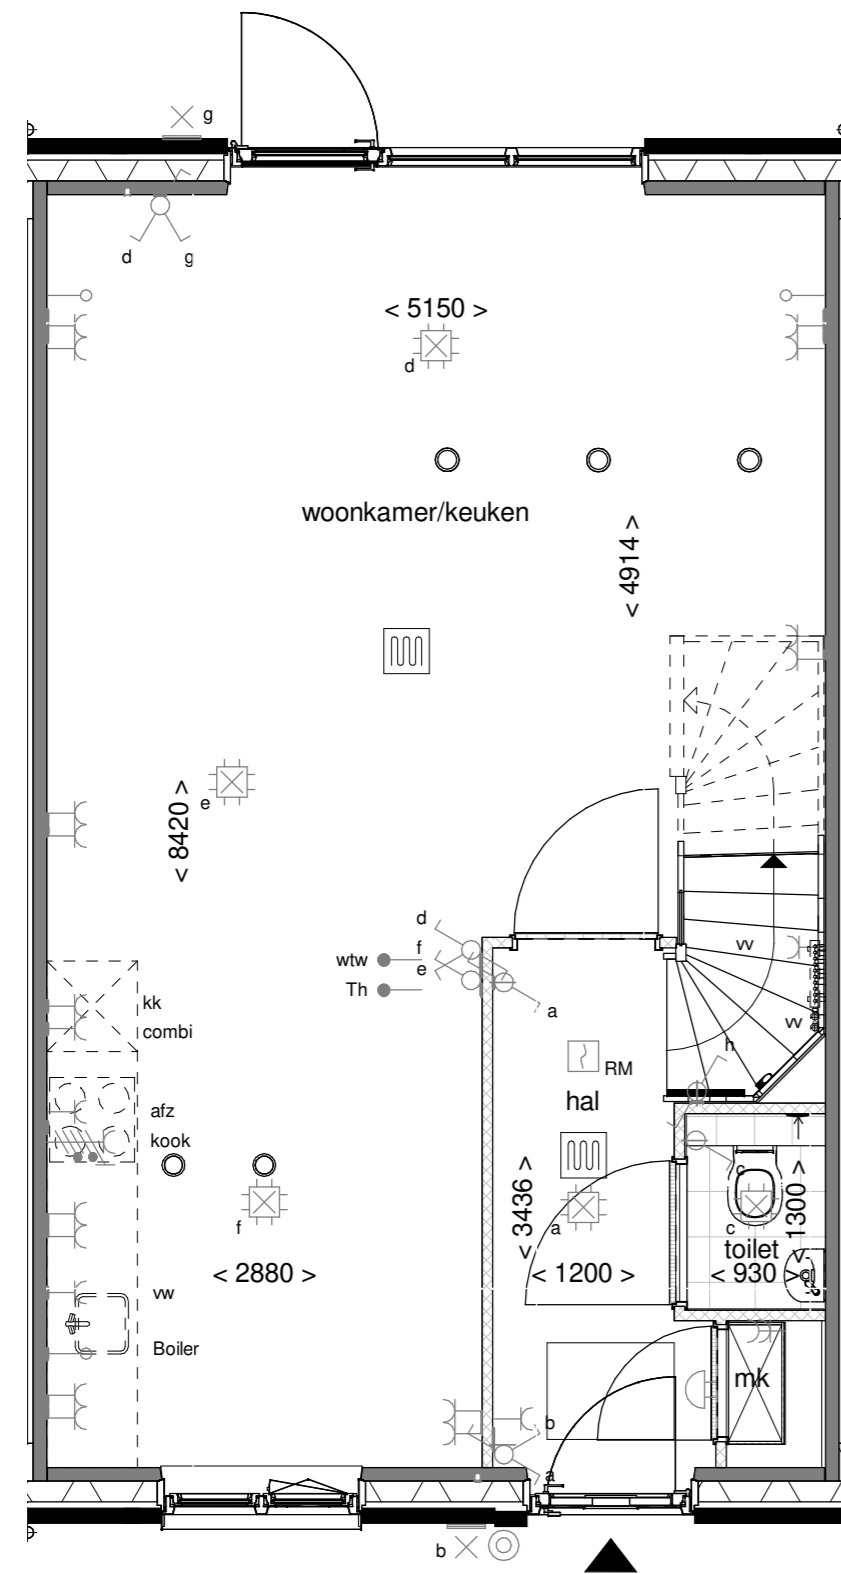 g
d
g
< 5150 >
d
woonkamer/keuken
< 4914 >
e
< 8420 >
d
f
wtw
e
Th
a
vv
vv
kk
combi
h
RM
hal
afz
kook
c
< 3436 >
a
f
c
< 1300 >
toilet
< 2880 >
< 1200 >
< 930 >
vw
Boiler
mk
b
a
b